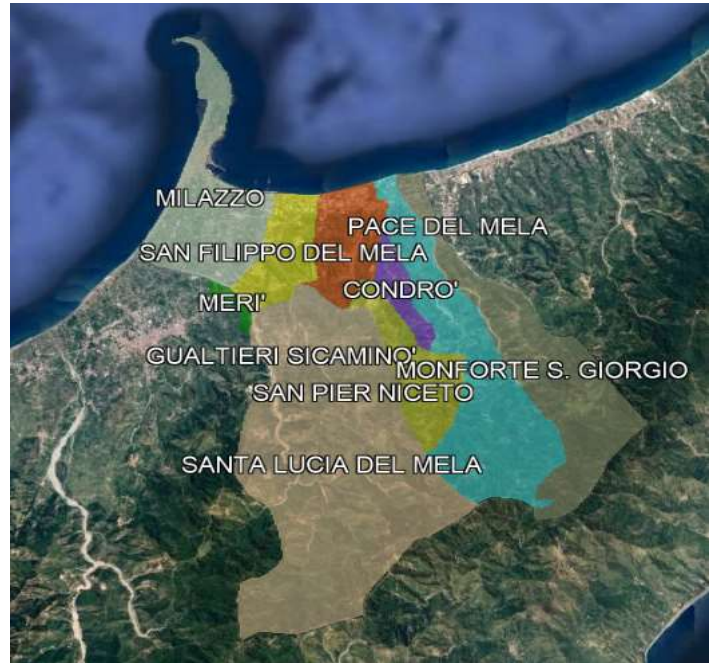 MILAZZO
PACE DEL MELA
SAN FILIPPO DEL MELA
CONDRO'
MERI'
GUALTIERI SICAMINO'
MONFORTE S. GIORGIO
SAN PIER NICETO
SANTA LUCIA DEL MELA